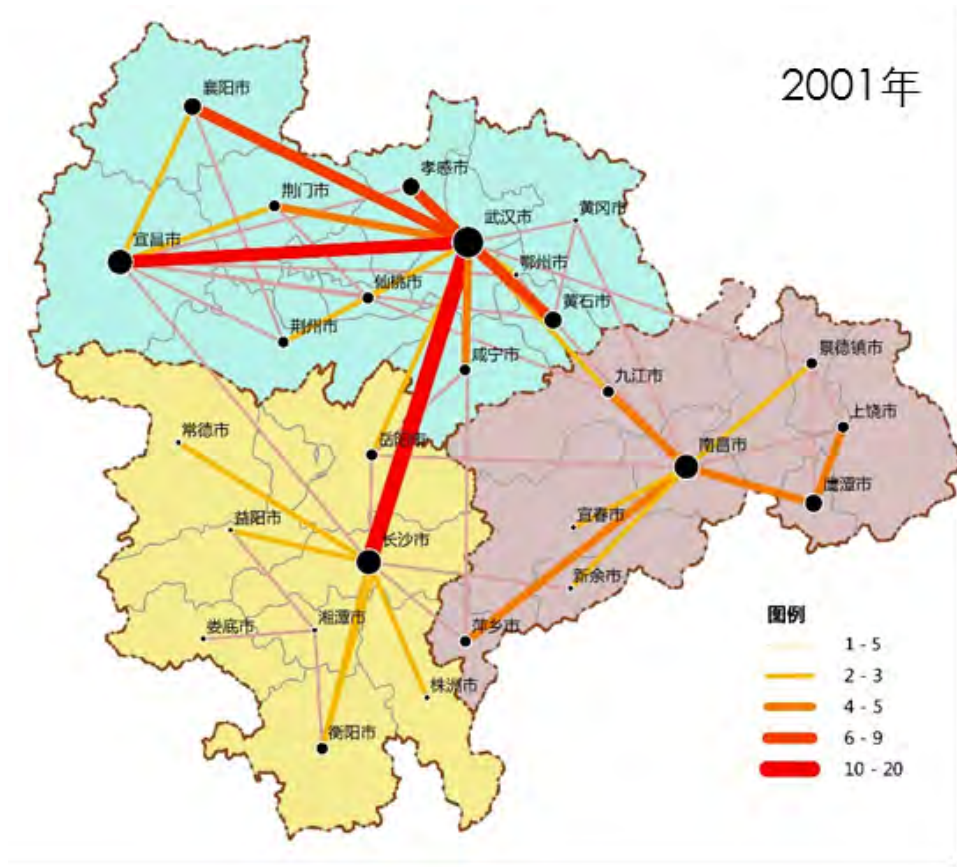 2001年
襄阳市
孝感市
荆门市
黄冈市
武汉市
宜昌市
鄂州市
仙桃市
黄石市
荆州市
咸宁市
景德镇市
九江市
上饶市
常德市
岳阳市
南昌市
鹰潭市
益阳市
宜春市
长沙市
新余市
湘潭市
娄底市
萍乡市
株洲市
衡阳市
图例
1 - 5
2 - 3
4 - 5
6 - 9
10 - 20